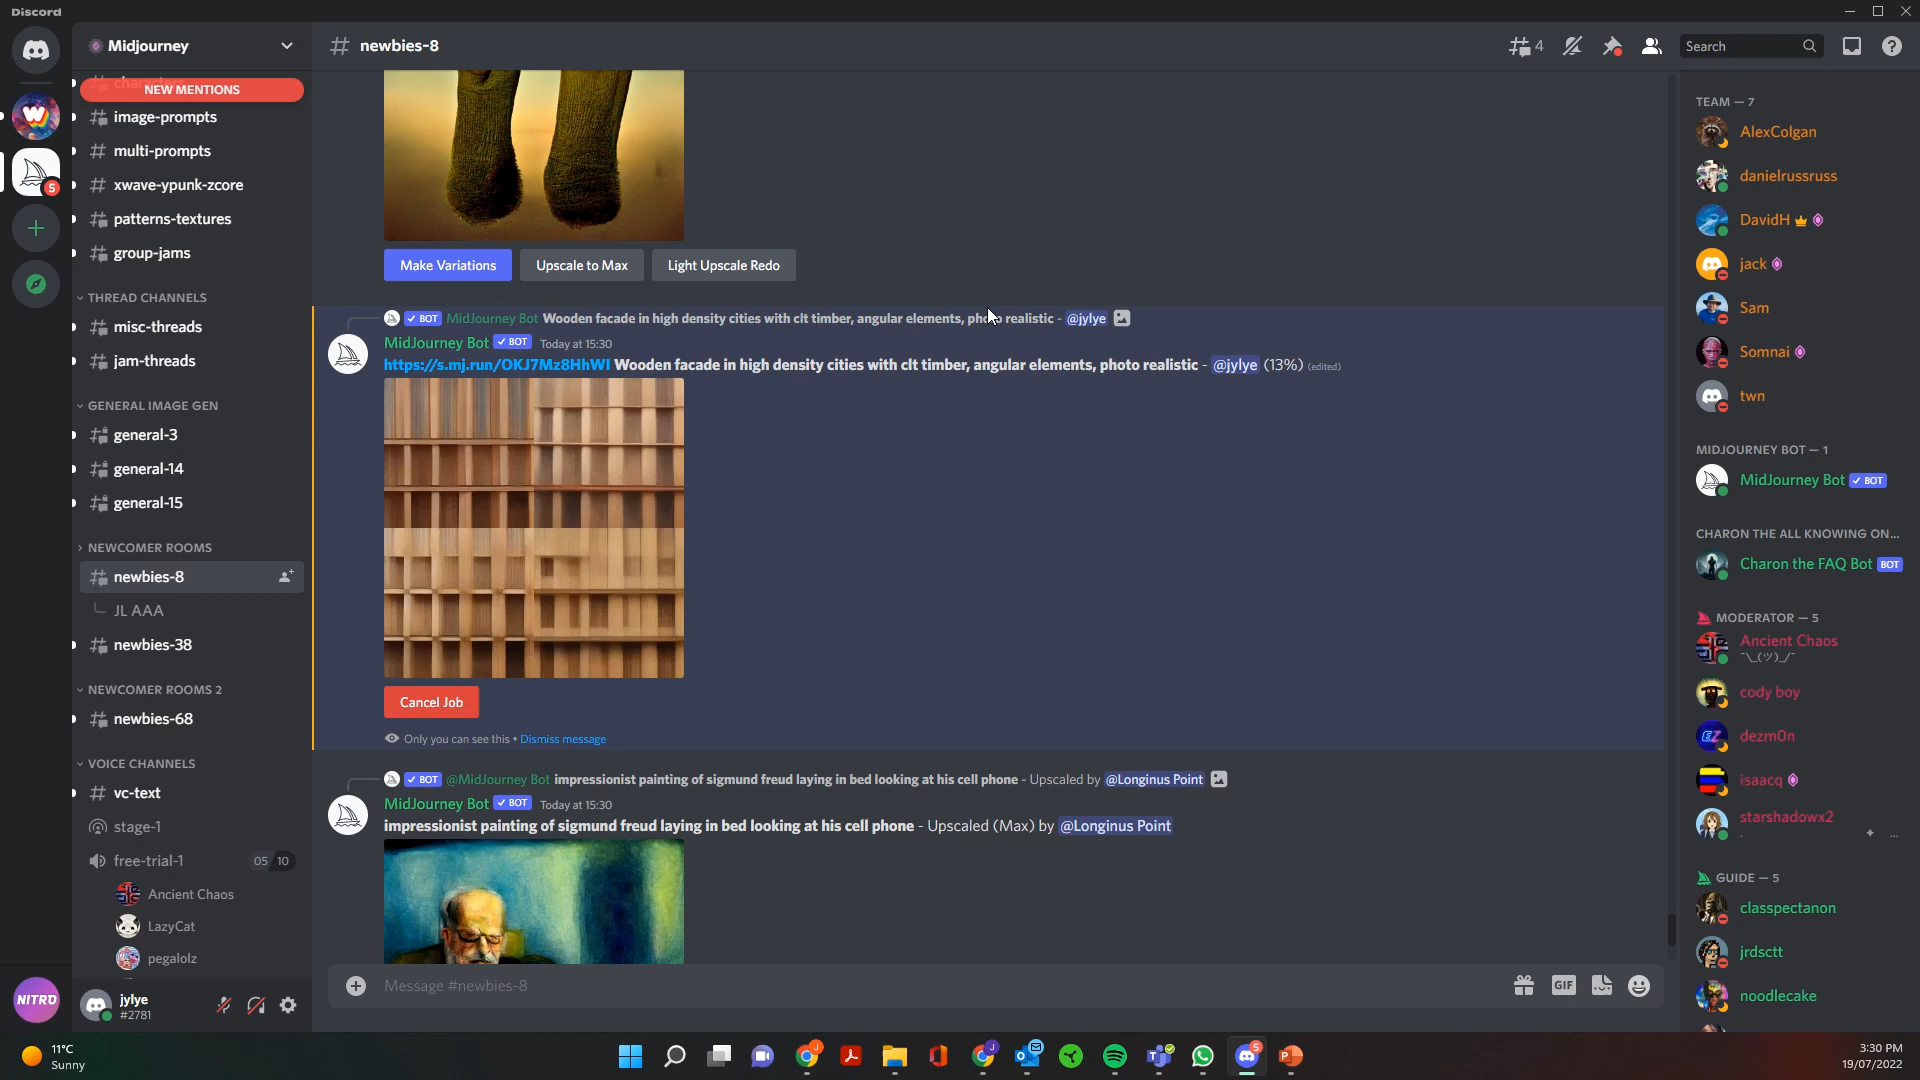 Discord
Midjourney
characters
NEW MENTIONS
image-prompts
multi-prompts
xwave-ypunk-zcore
patterns-textures
group-jams
THREAD CHANNELS
misc-threads
jam-threads
GENERAL IMAGE GEN
general-3
general-14
general-15
NEWCOMER ROOMS
newbies-8
JL AAA
newbies-38
NEWCOMER ROOMS 2
newbies-68
VOICE CHANNELS
vc-text
stage-1
free-trial-1 05 10
Ancient Chaos
LazyCat
pegalolz
5
NITRO
jylye
#2781
newbies-8
4
Search
Make Variations Upscale to Max Light Upscale Redo
BOT MidJourney Bot Wooden facade in high density cities with clt timber, angular elements, photo realistic - @jylye
MidJourney Bot BOT Today at 15:30
https://s.mj.run/OKJ7Mz8HhWI Wooden facade in high density cities with clt timber, angular elements, photo realistic - @jylye (13%) (edited)
Cancel Job
Only you can see this • Dismiss message
BOT @MidJourney Bot impressionist painting of sigmund freud laying in bed looking at his cell phone - Upscaled by @Longinus Point
MidJourney Bot BOT Today at 15:30
impressionist painting of sigmund freud laying in bed looking at his cell phone - Upscaled (Max) by @Longinus Point
Message #newbies-8
GIF
TEAM — 7
AlexColgan
danielrussruss
DavidH
jack
Sam
Somnai
twn
MIDJOURNEY BOT — 1
MidJourney Bot BOT
CHARON THE ALL KNOWING ON...
Charon the FAQ Bot BOT
MODERATOR — 5
Ancient Chaos
¯\_(ツ)_/¯
cody boy
EZ
dezm0n
isaacq
starshadowx2
GUIDE — 5
classpectanon
jrdsctt
noodlecake
11°C
Sunny
5
3:30 PM
19/07/2022